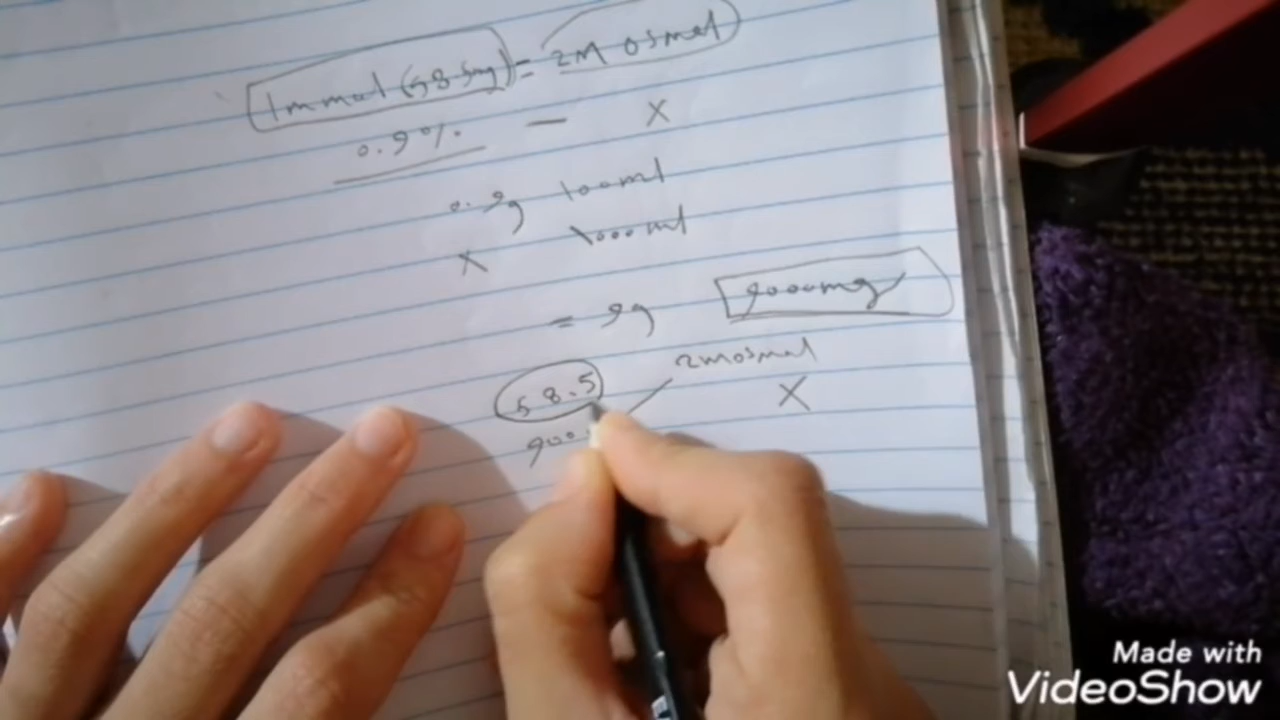 1mmol (58.5mg) = 2M osmol
0.9% — X
0.9g 100ml
X 1000ml
= 9g 9000mg
58.5 2mosmol
900 X
Made with
VideoShow